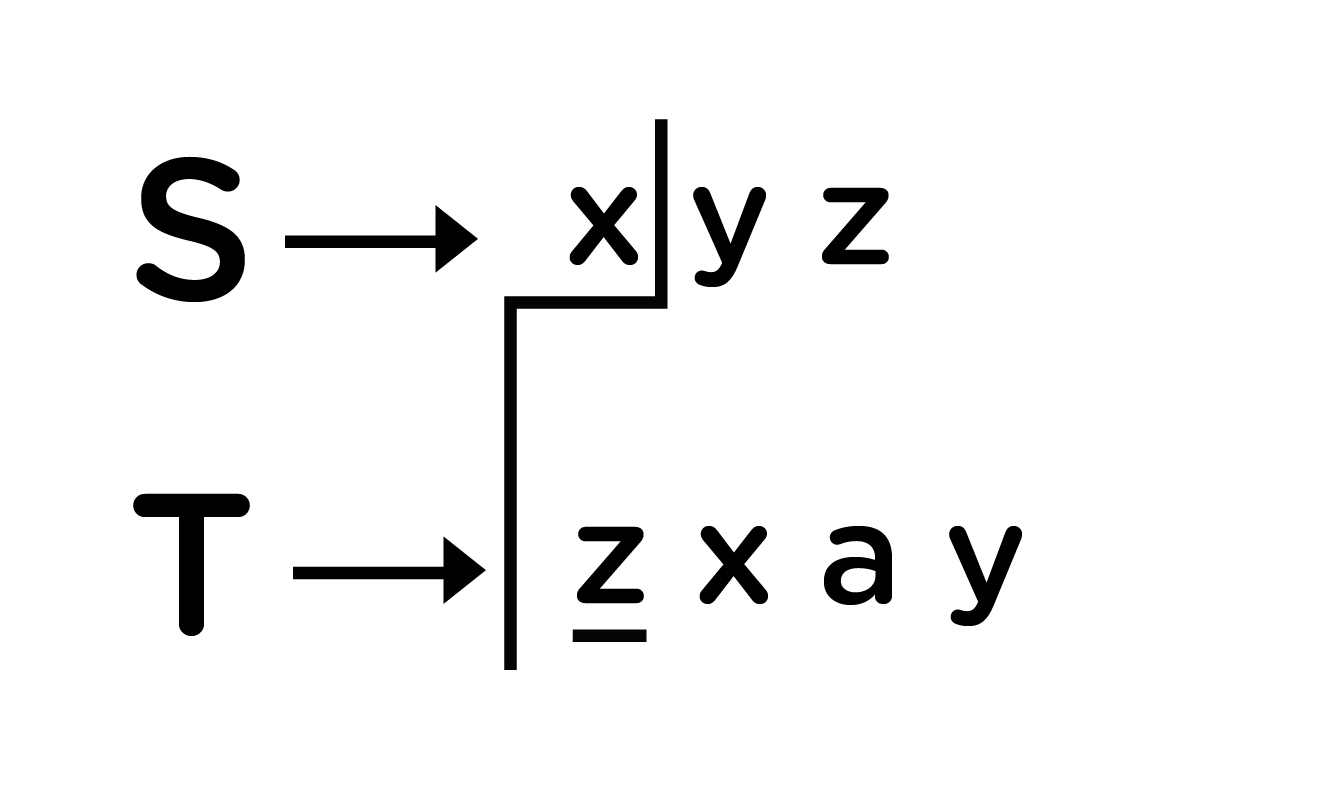 S → x y z
T → z x a y